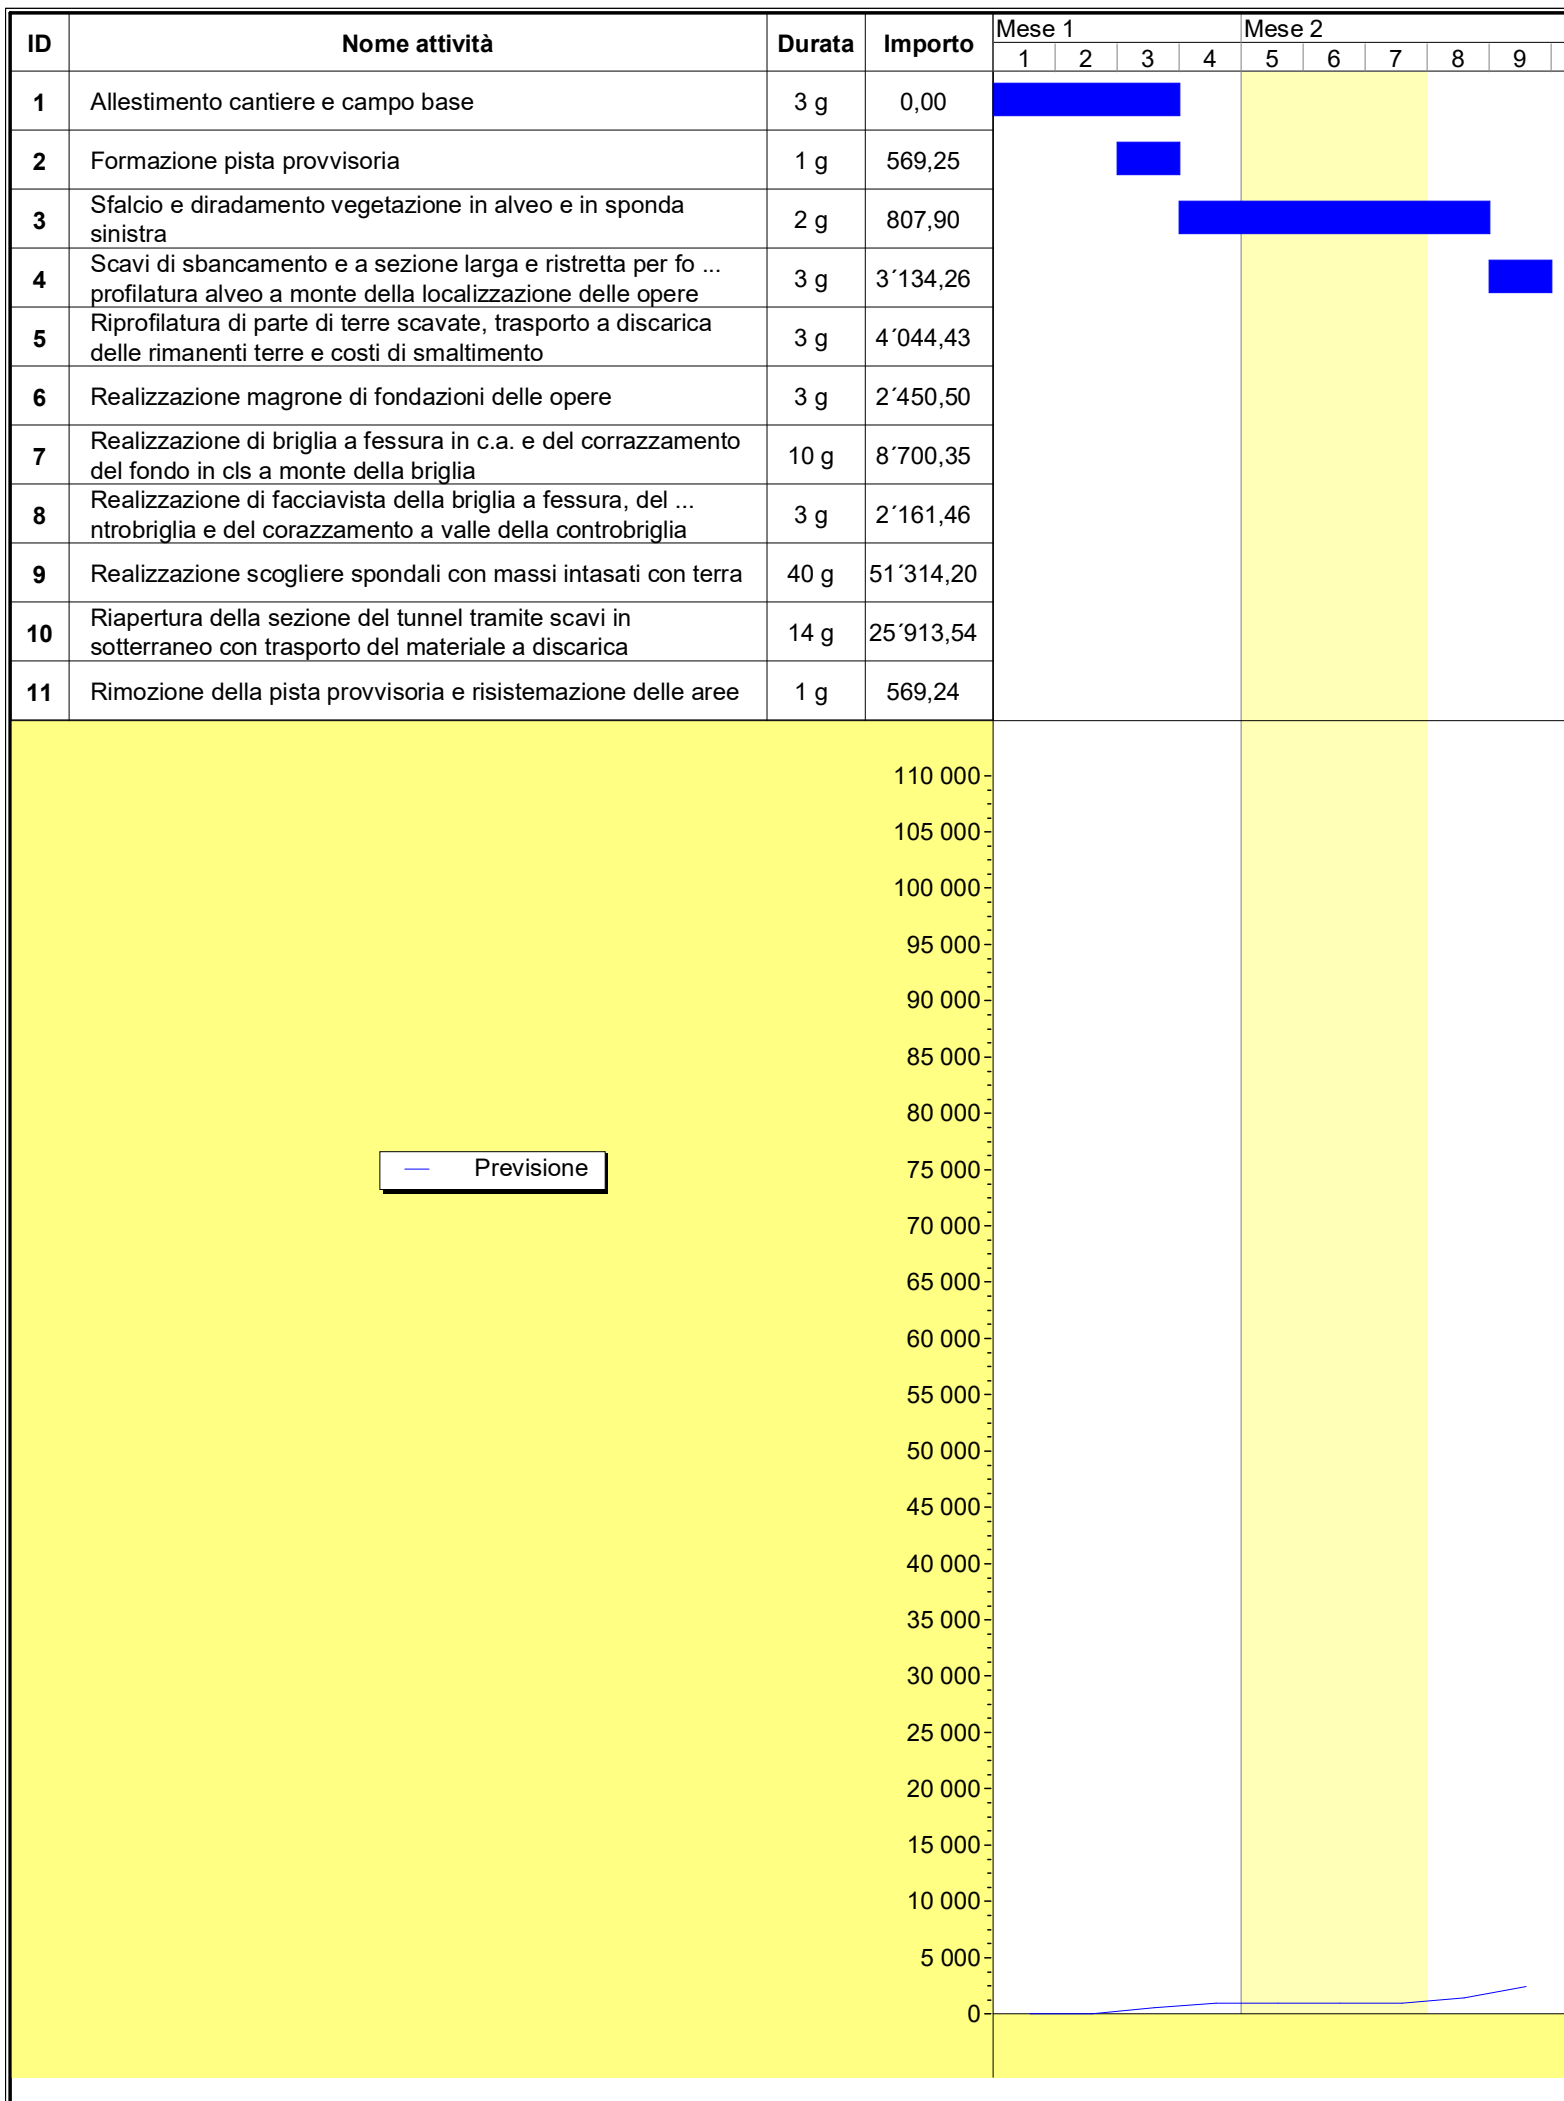 ID Nome attività Durata Importo Mese 1 Mese 2
1 2 3 4 5 6 7 8 9
1 Allestimento cantiere e campo base 3 g 0,00
2 Formazione pista provvisoria 1 g 569,25
3 Sfalcio e diradamento vegetazione in alveo e in sponda
sinistra 2 g 807,90
4 Scavi di sbancamento e a sezione larga e ristretta per fo ...
profilatura alveo a monte della localizzazione delle opere 3 g 3´134,26
5 Riprofilatura di parte di terre scavate, trasporto a discarica
delle rimanenti terre e costi di smaltimento 3 g 4´044,43
6 Realizzazione magrone di fondazioni delle opere 3 g 2´450,50
7 Realizzazione di briglia a fessura in c.a. e del corrazzamento
del fondo in cls a monte della briglia 10 g 8´700,35
8 Realizzazione di facciavista della briglia a fessura, del ...
ntrobriglia e del corazzamento a valle della controbriglia 3 g 2´161,46
9 Realizzazione scogliere spondali con massi intasati con terra 40 g 51´314,20
10 Riapertura della sezione del tunnel tramite scavi in
sotterraneo con trasporto del materiale a discarica 14 g 25´913,54
11 Rimozione della pista provvisoria e risistemazione delle aree 1 g 569,24
110 000
105 000
100 000
95 000
90 000
85 000
80 000
Previsione
75 000
70 000
65 000
60 000
55 000
50 000
45 000
40 000
35 000
30 000
25 000
20 000
15 000
10 000
5 000
0